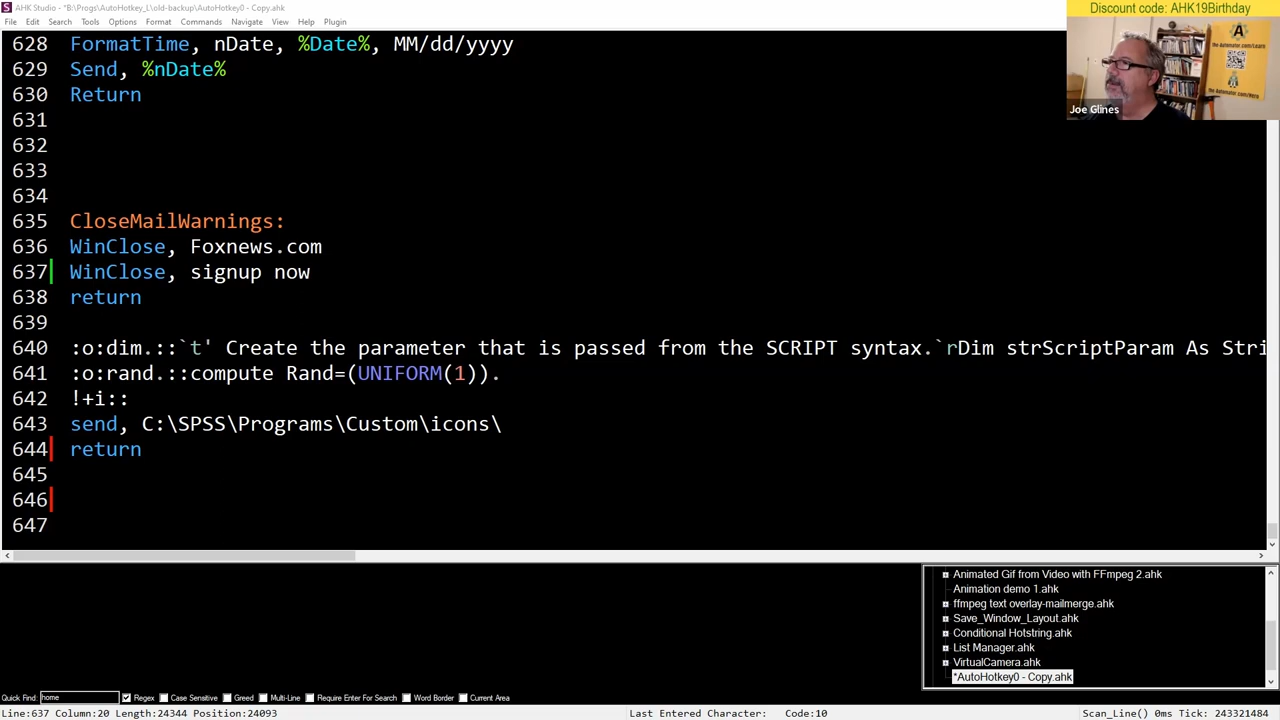 AHK Studio - *B:\Progs\AutoHotkey_L\old-backup\AutoHotkey0 - Copy.ahk
File Edit Search Tools Options Format Commands Navigate View Help Plugin
Discount code: AHK19Birthday
the-Automator.com/Learn
the-Automator.com/Hero
Joe Glines
628 FormatTime, nDate, %Date%, MM/dd/yyyy
629 Send, %nDate%
630 Return
631
632
633
634
635 CloseMailWarnings:
636 WinClose, Foxnews.com
637 WinClose, signup now
638 return
639
640 :o:dim.::`t' Create the parameter that is passed from the SCRIPT syntax.`rDim strScriptParam As Stri
641 :o:rand.::compute Rand=(UNIFORM(1)).
642 !+i::
643 send, C:\SPSS\Programs\Custom\icons\
644 return
645
646
647
Animated Gif from Video with FFmpeg 2.ahk
Animation demo 1.ahk
ffmpeg text overlay-mailmerge.ahk
Save_Window_Layout.ahk
Conditional Hotstring.ahk
List Manager.ahk
VirtualCamera.ahk
*AutoHotkey0 - Copy.ahk
Quick Find: home Regex Case Sensitive Greed Multi-Line Require Enter For Search Word Border Current Area
Line:637 Column:20 Length:24344 Position:24093 Last Entered Character: Code:10 Scan_Line() 0ms Tick: 243321484